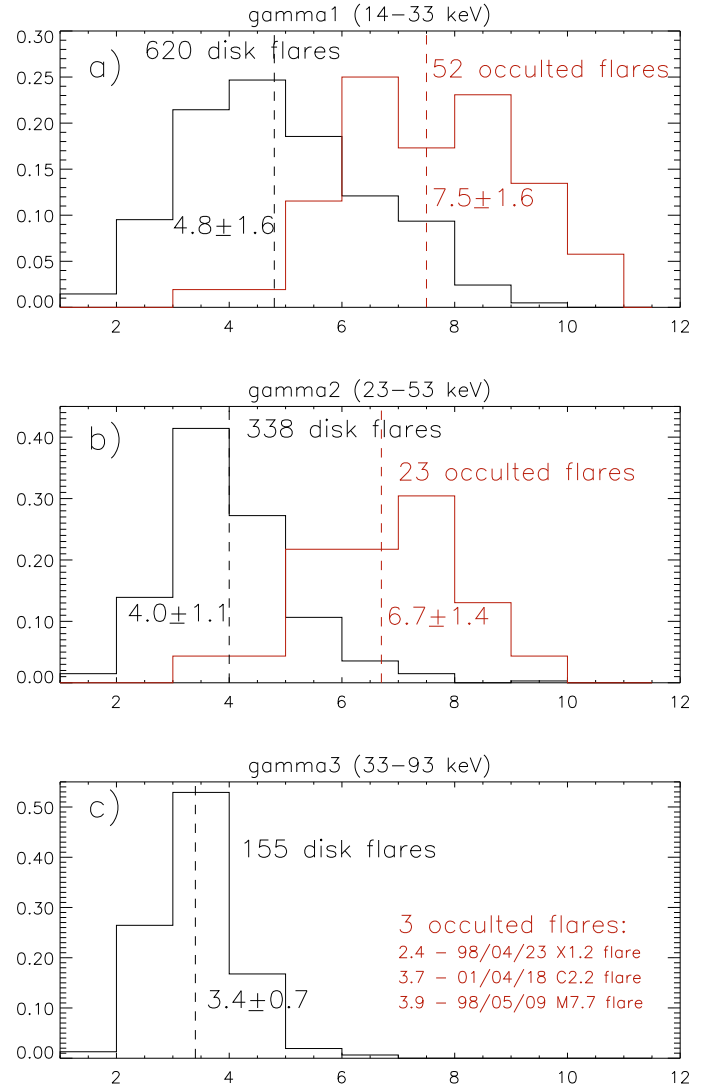 gamma1 (14−33 keV)
0.30
620 disk flares
a)
52 occulted flares
0.25
0.20
0.15
7.5±1.6
4.8±1.6
0.10
0.05
0.00
2 4 6 8 10 12
gamma2 (23−53 keV)
b)
338 disk flares
0.40
23 occulted flares
0.30
0.20
4.0±1.1
6.7±1.4
0.10
0.00
2 4 6 8 10 12
gamma3 (33−93 keV)
c)
0.50
155 disk flares
0.40
0.30
3 occulted flares:
2.4 − 98/04/23 X1.2 flare
0.20
3.7 − 01/04/18 C2.2 flare
3.4±0.7
3.9 − 98/05/09 M7.7 flare
0.10
0.00
2 4 6 8 10 12